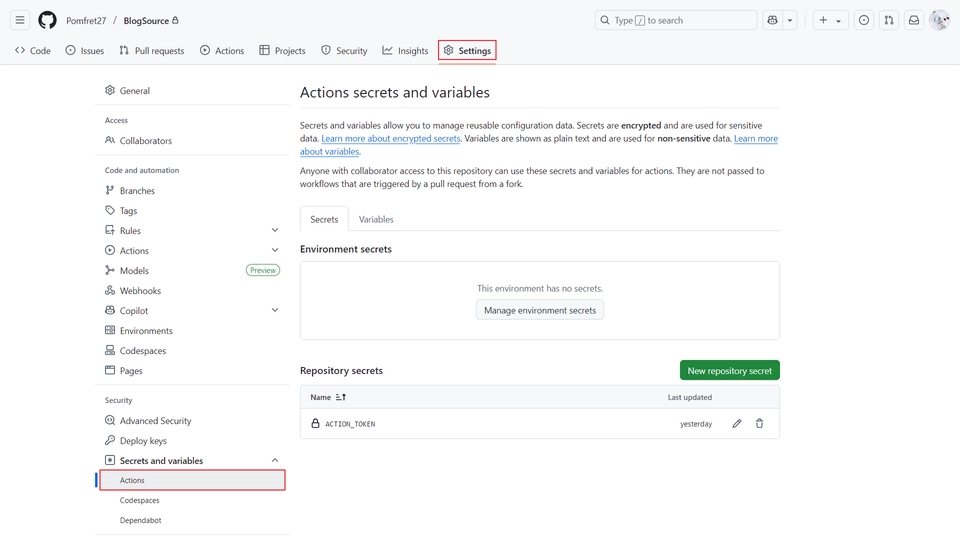 Pomfret27 / BlogSource
Type / to search
Code Issues Pull requests Actions Projects Security Insights Settings
General
Access
Collaborators
Code and automation
Branches
Tags
Rules
Actions
Models Preview
Webhooks
Copilot
Environments
Codespaces
Pages
Security
Advanced Security
Deploy keys
Secrets and variables
Actions
Codespaces
Dependabot
Actions secrets and variables
Secrets and variables allow you to manage reusable configuration data. Secrets are encrypted and are used for sensitive
data. Learn more about encrypted secrets. Variables are shown as plain text and are used for non-sensitive data. Learn more
about variables.
Anyone with collaborator access to this repository can use these secrets and variables for actions. They are not passed to
workflows that are triggered by a pull request from a fork.
Secrets Variables
Environment secrets
This environment has no secrets.
Manage environment secrets
Repository secrets New repository secret
Name Last updated
ACTION_TOKEN yesterday